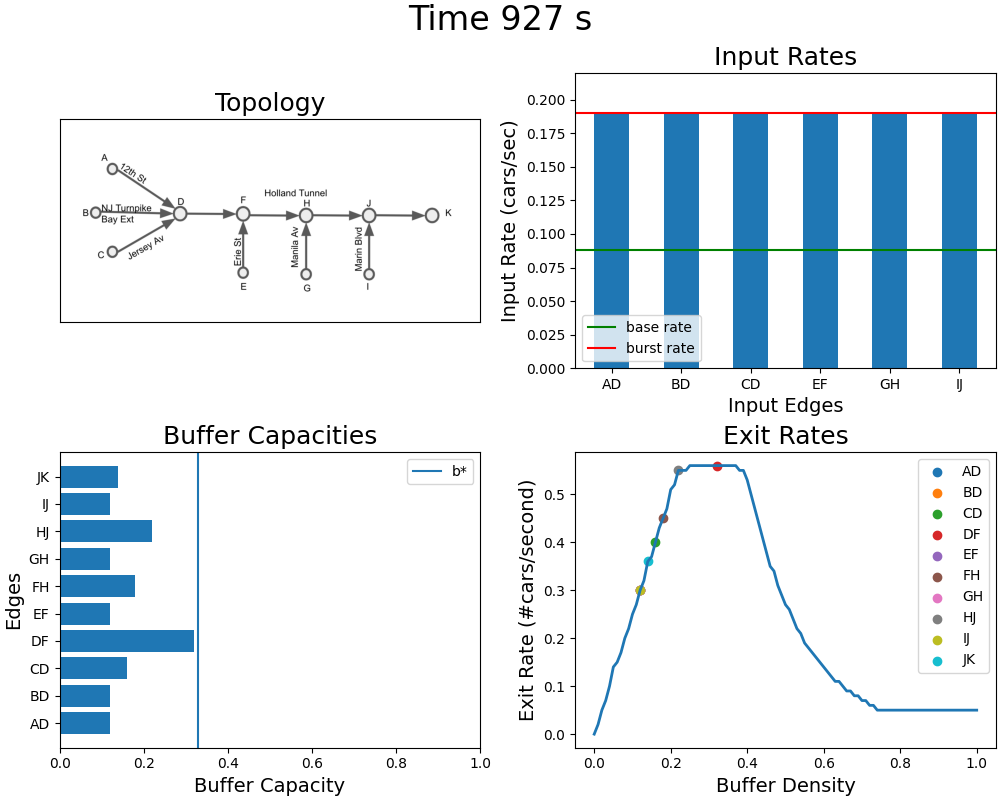 Time 927 s
Topology
A
12th St
B
NJ Turnpike
Bay Ext
C
Jersey Av
D
F
Holland Tunnel
H
J
K
Erie St
Manila Av
Marin Blvd
E
G
I
Input Rates
Input Rate (cars/sec)
0.200
0.175
0.150
0.125
0.100
0.075
0.050
0.025
0.000
base rate
burst rate
AD BD CD EF GH IJ
Input Edges
Buffer Capacities
Edges
JK
IJ
HJ
GH
FH
EF
DF
CD
BD
AD
b*
0.0 0.2 0.4 0.6 0.8 1.0
Buffer Capacity
Exit Rates
Exit Rate (#cars/second)
0.5
0.4
0.3
0.2
0.1
0.0
AD
BD
CD
DF
EF
FH
GH
HJ
IJ
JK
0.0 0.2 0.4 0.6 0.8 1.0
Buffer Density